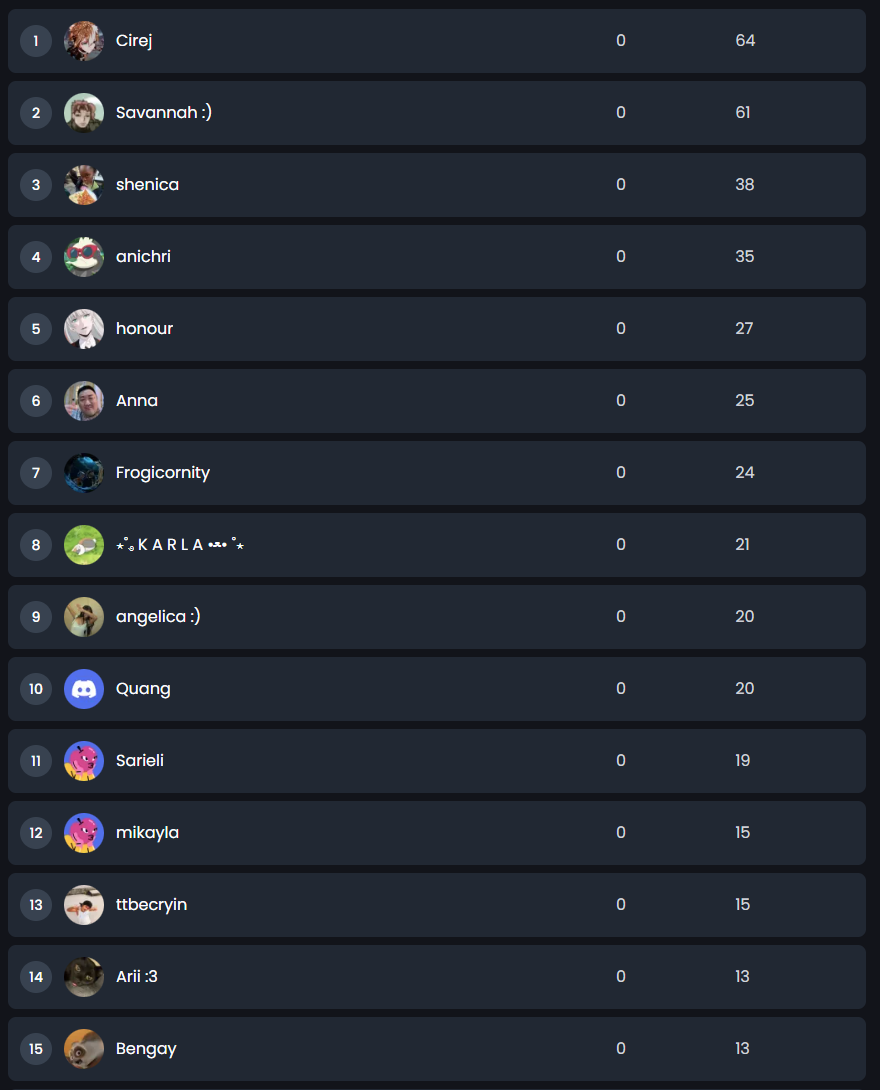 1 Cirej 0 64
2 Savannah :) 0 61
3 shenica 0 38
4 anichri 0 35
5 honour 0 27
6 Anna 0 25
7 Frogicornity 0 24
8 ⋆˚౨ K A R L A •ﻌ• ˚⋆ 0 21
9 angelica :) 0 20
10 Quang 0 20
11 Sarieli 0 19
12 mikayla 0 15
13 ttbecryin 0 15
14 Arii :3 0 13
15 Bengay 0 13